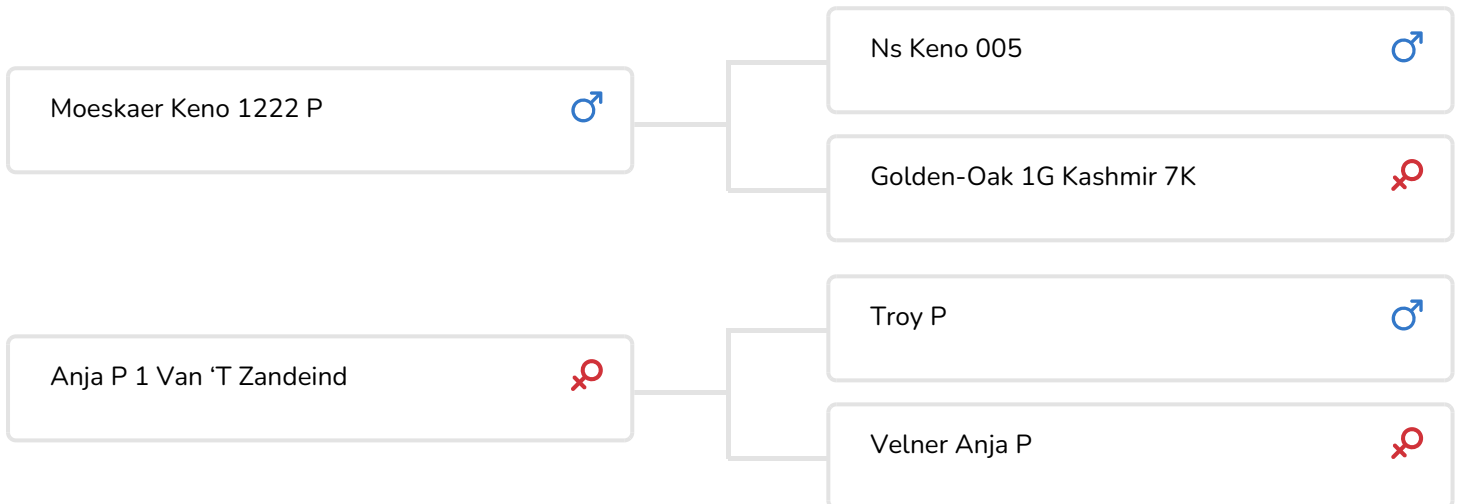 Ns Keno 005
Moeskaer Keno 1222 P
Golden-Oak 1G Kashmir 7K
Troy P
Anja P 1 Van ‘T Zandeind
Velner Anja P